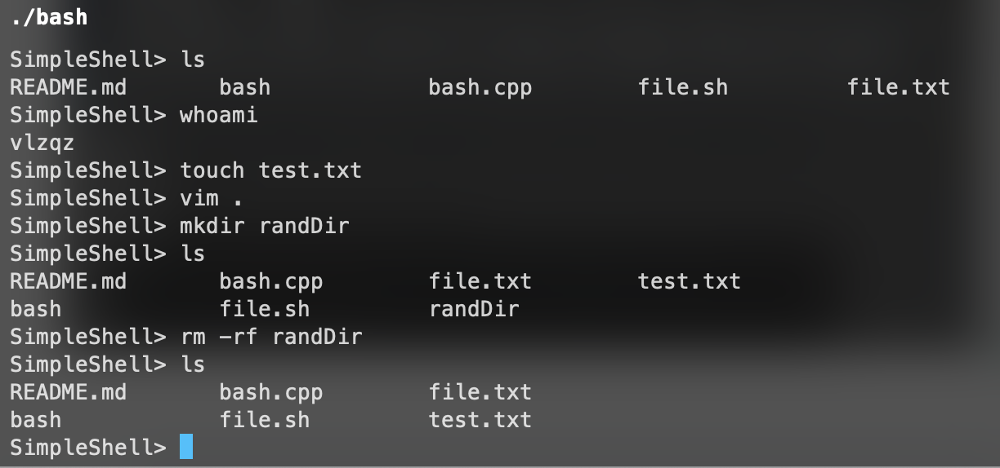 ./bash
SimpleShell> ls
README.md bash bash.cpp file.sh file.txt
SimpleShell> whoami
vlzqz
SimpleShell> touch test.txt
SimpleShell> vim .
SimpleShell> mkdir randDir
SimpleShell> ls
README.md bash.cpp file.txt test.txt
bash file.sh randDir
SimpleShell> rm -rf randDir
SimpleShell> ls
README.md bash.cpp file.txt
bash file.sh test.txt
SimpleShell>